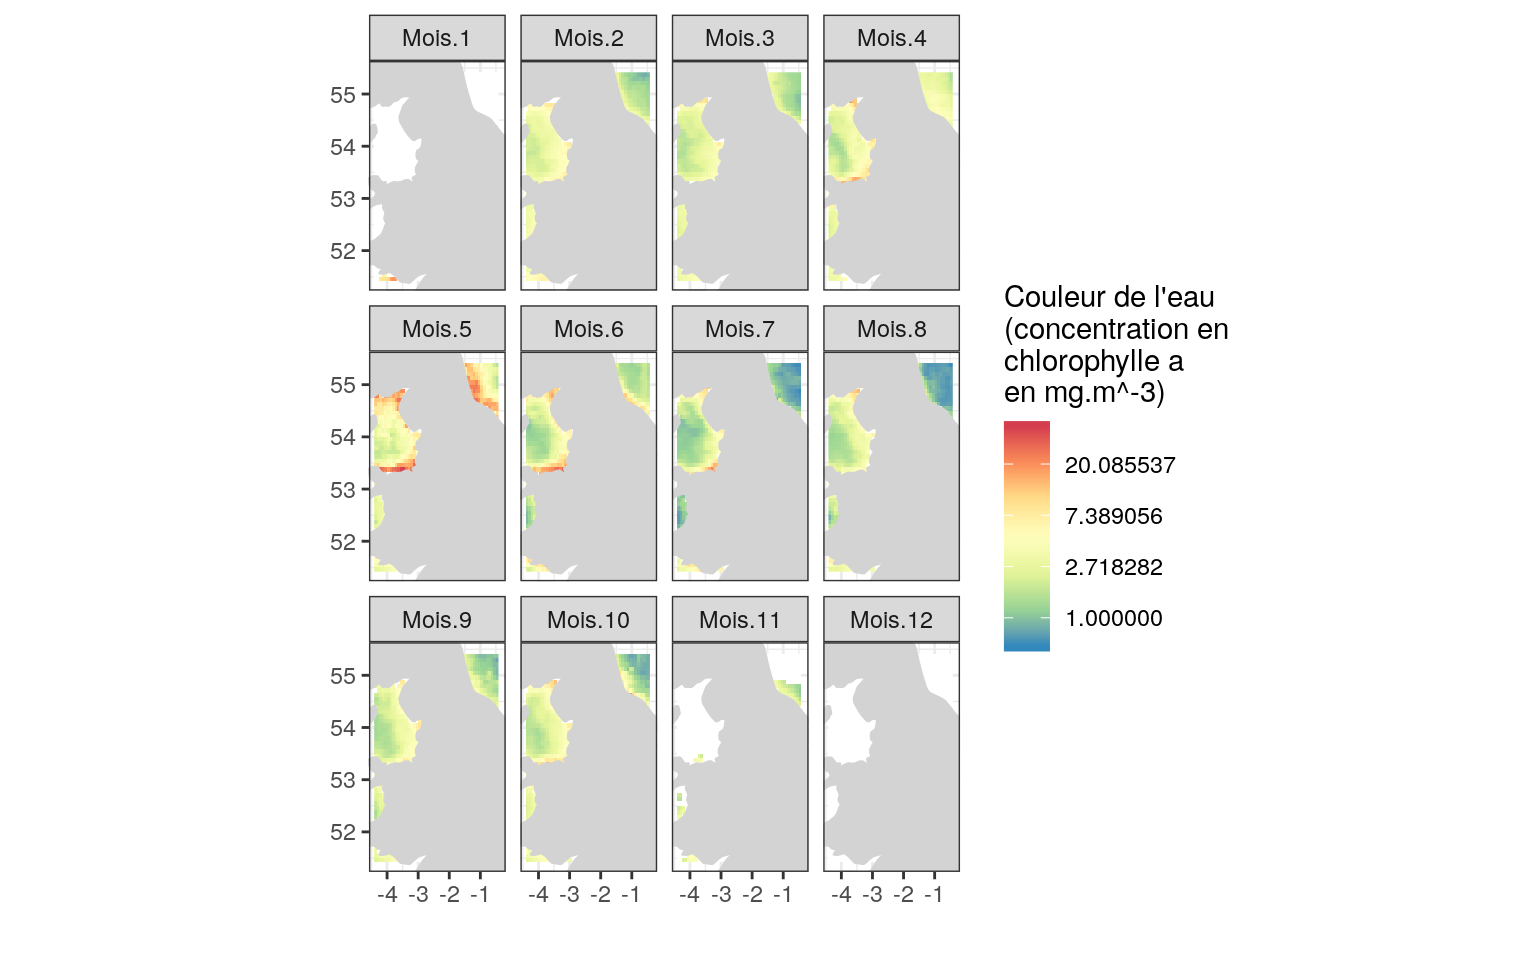 Mois.1 Mois.2 Mois.3 Mois.4
55
54
53
52
Mois.5 Mois.6 Mois.7 Mois.8
55
54
53
52
Mois.9 Mois.10 Mois.11 Mois.12
55
54
53
52
-4 -3 -2 -1 -4 -3 -2 -1 -4 -3 -2 -1 -4 -3 -2 -1
Couleur de l'eau
(concentration en
chlorophylle a
en mg.m^-3)
20.085537
7.389056
2.718282
1.000000